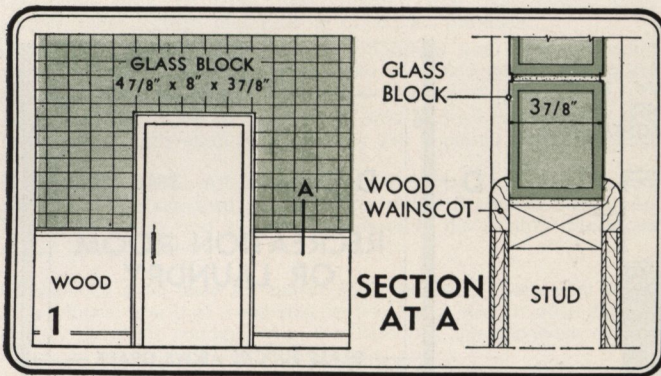 GLASS BLOCK
4 7/8" x 8" x 3 7/8"
A
WOOD
1
GLASS
BLOCK
3 7/8"
WOOD
WAINSCOT
SECTION
AT A
STUD